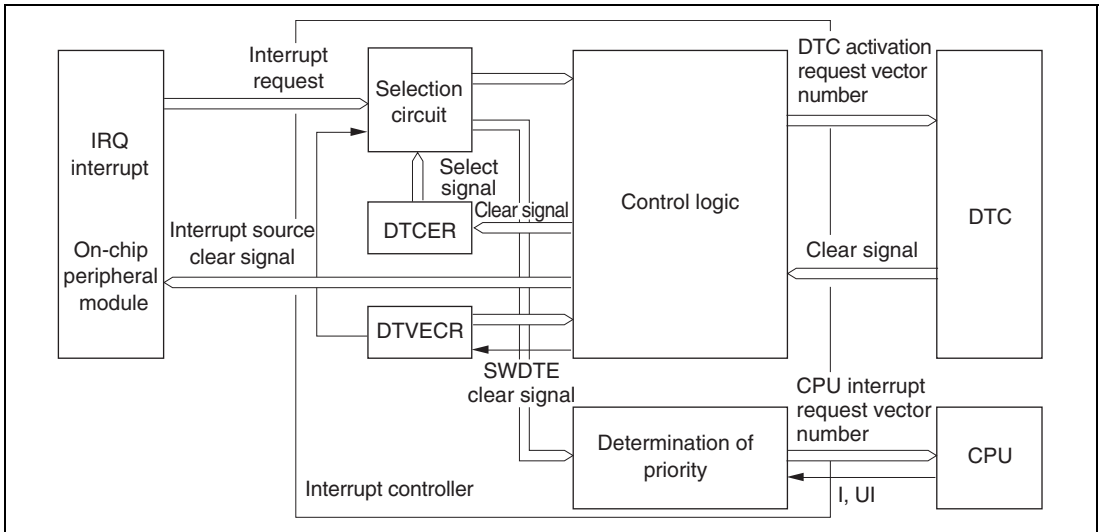 Interrupt
request
DTC activation
request vector
number
Selection
circuit
IRQ
interrupt
Select
signal
Control logic
DTC
Clear signal
DTCER
Interrupt source
clear signal
Clear signal
On-chip
peripheral
module
DTVECR
SWDTE
clear signal
CPU interrupt
request vector
number
Determination of
priority
CPU
I, UI
Interrupt controller